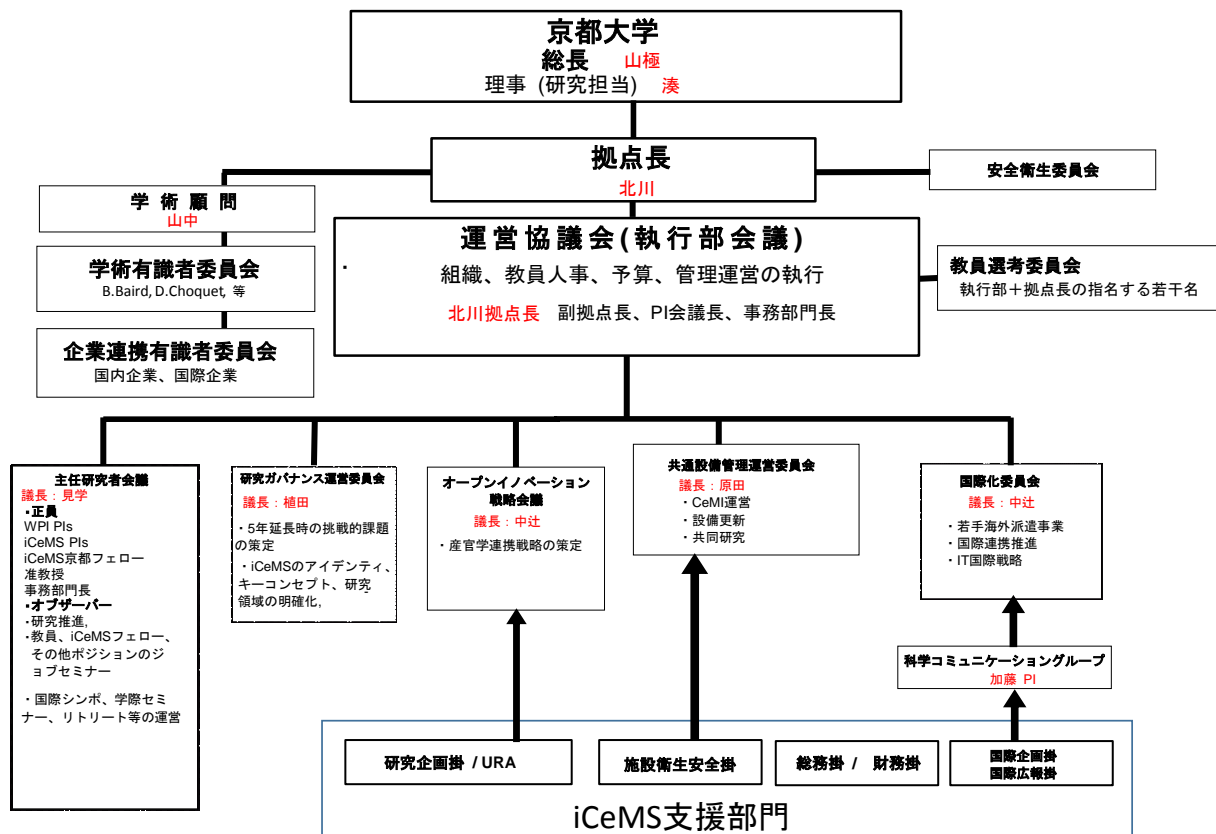 京都大学
総長 山極
理事 (研究担当) 湊
拠点長
北川
安全衛生委員会
学 術 顧 問
山中
学術有識者委員会
B.Baird, D.Choquet, 等
企業連携有識者委員会
国内企業、国際企業
運営協議会(執行部会議)
・
組織、教員人事、予算、管理運営の執行
北川拠点長 副拠点長、PI会議長、事務部門長
教員選考委員会
執行部＋拠点長の指名する若干名
主任研究者会議
議長：見学
・正員
WPI PIs
iCeMS PIs
iCeMS京都フェロー
准教授
事務部門長
・オブザーバー
・研究推進,
・教員、iCeMSフェロー、
その他ポジションのジ
ョブセミナー
・国際シンポ、学際セミ
ナー、リトリート等の運営
研究ガバナンス運営委員会
議長：植田
・5年延長時の挑戦的課題
の策定
・iCeMSのアイデンティ、
キーコンセプト、研究
領域の明確化,
オープンイノベーション
戦略会議
議長：中辻
・産官学連携戦略の策定
共通設備管理運営委員会
議長：原田
・CeMI運営
・設備更新
・共同研究
国際化委員会
議長：中辻
・若手海外派遣事業
・国際連携推進
・IT国際戦略
科学コミュニケーショングループ
加藤 PI
研究企画掛 / URA
施設衛生安全掛
総務掛 / 財務掛
国際企画掛
国際広報掛
iCeMS支援部門